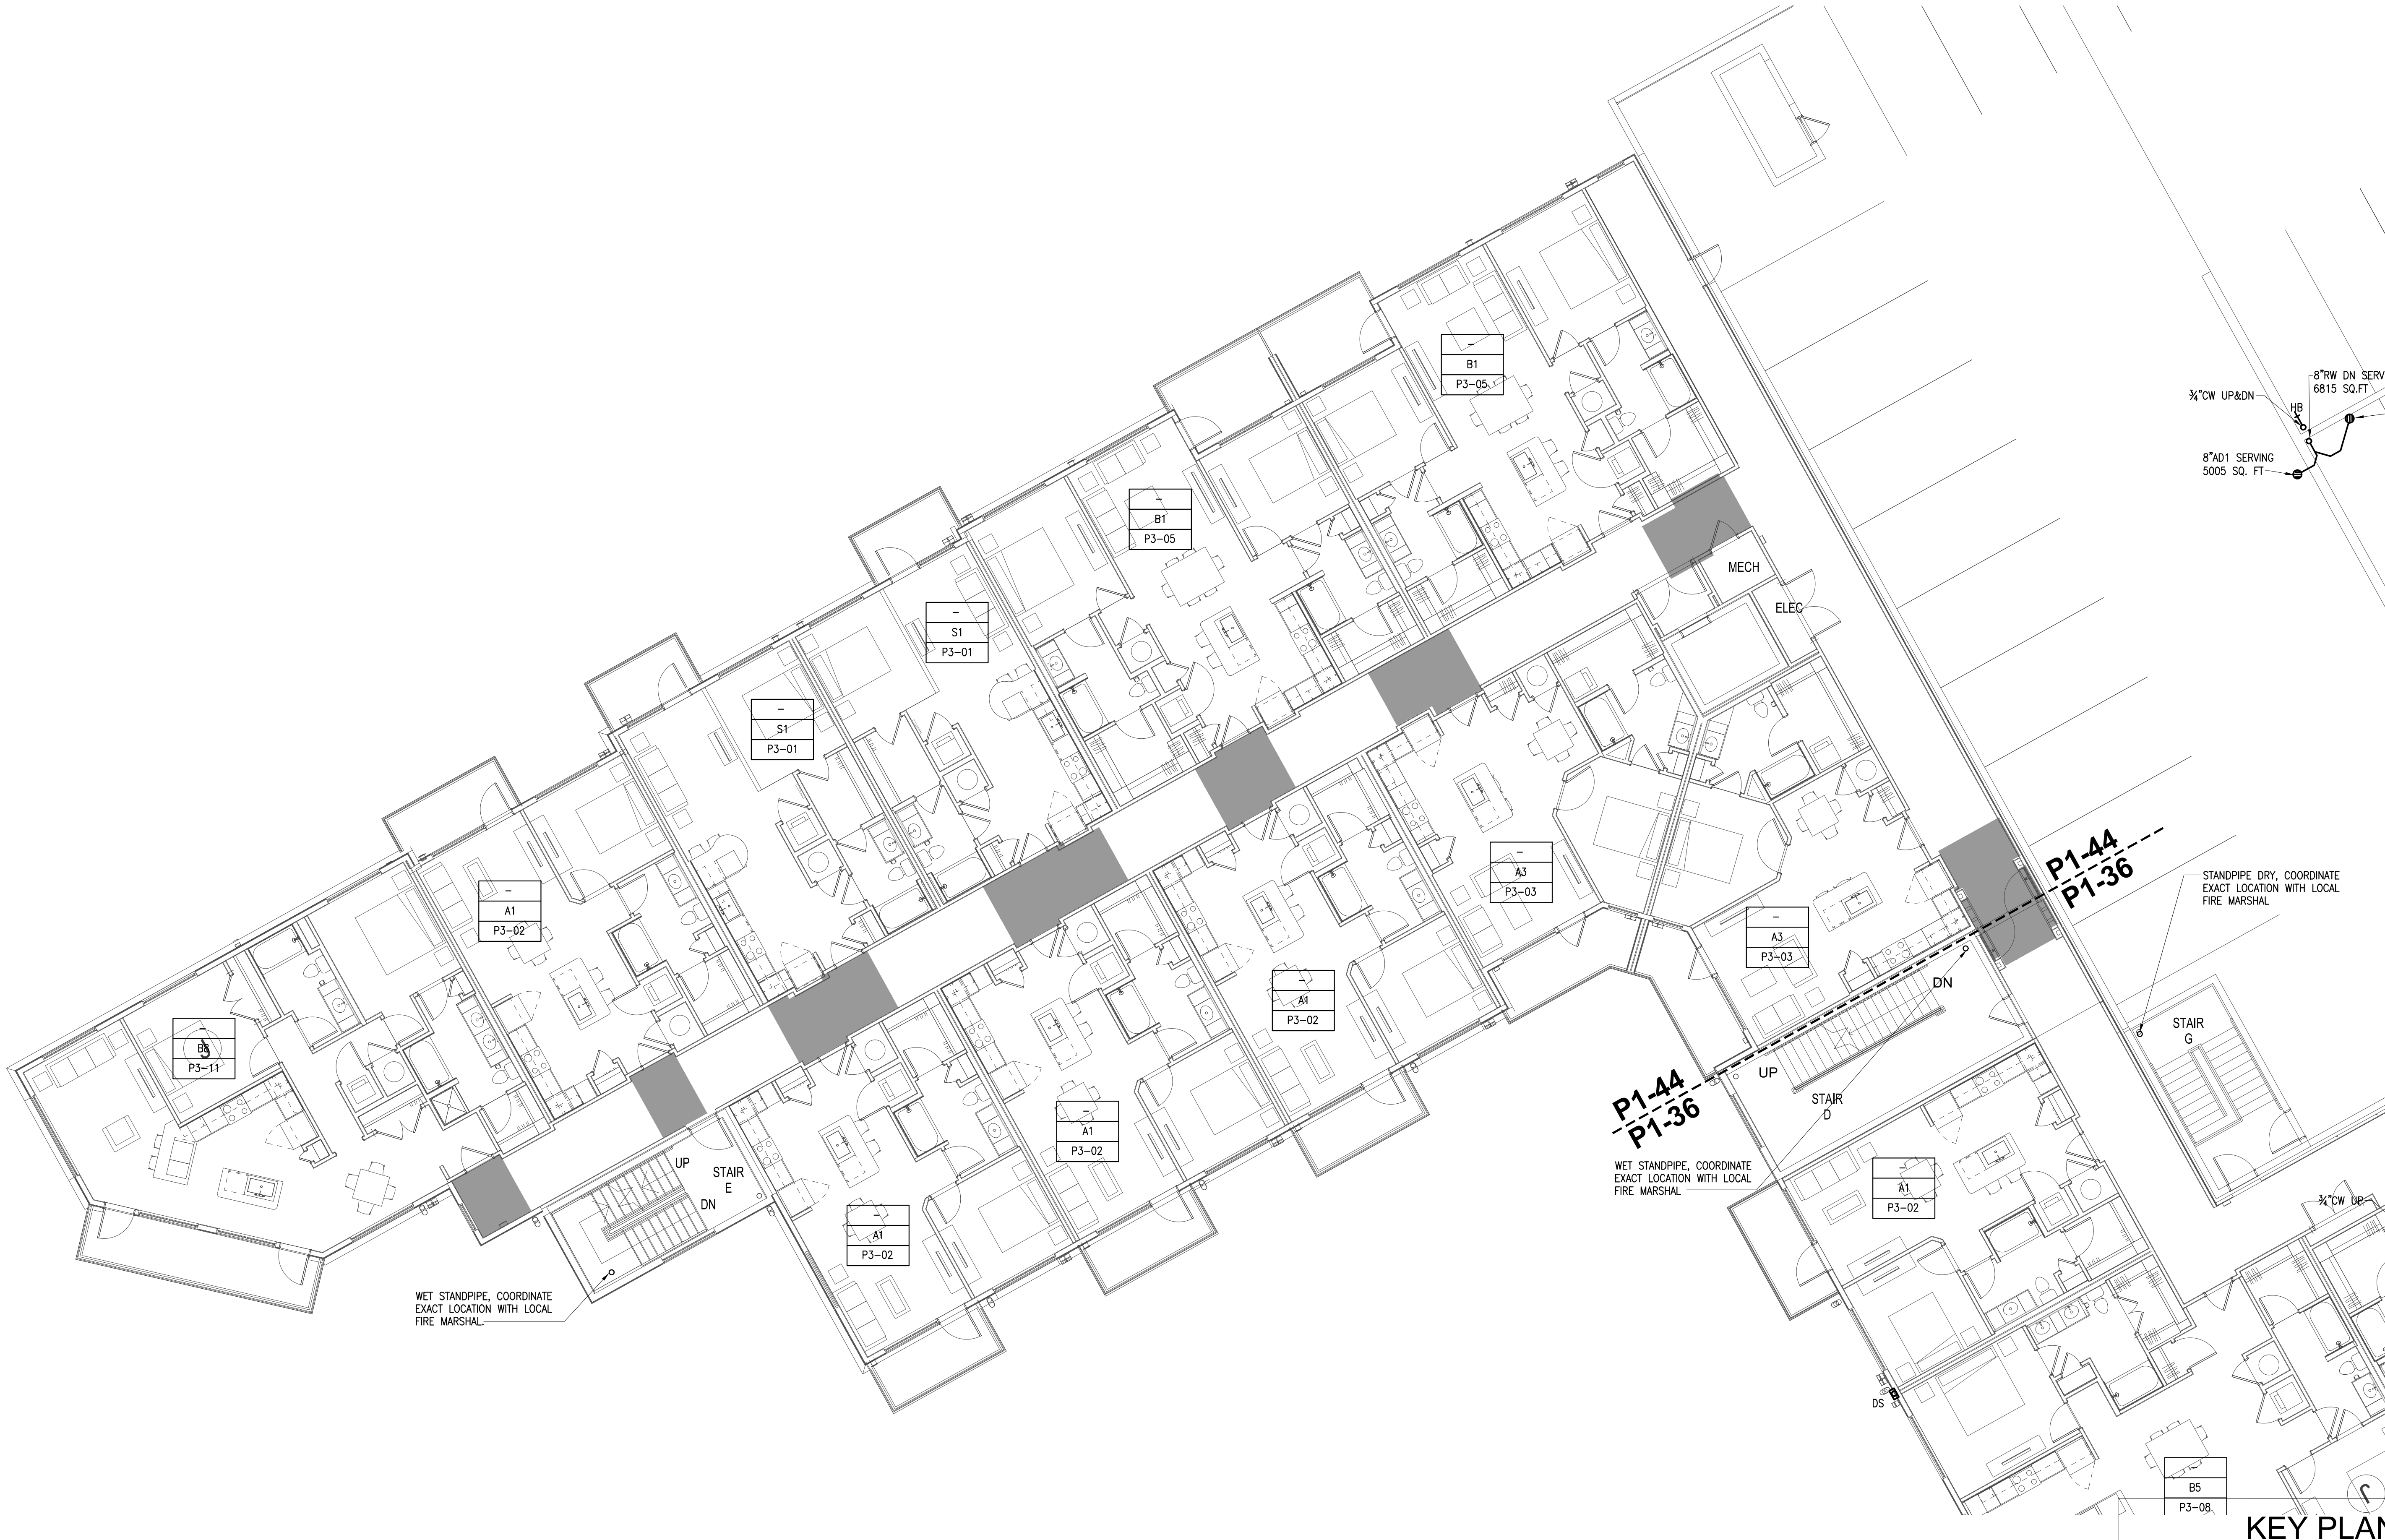 —
B1
P3-05
8"RW DN SERV
6815 SQ.FT
¾"CW UP&DN
HB
8"AD1 SERVING
5005 SQ. FT
—
B1
P3-05
MECH
ELEC
—
S1
P3-01
—
S1
P3-01
P1-44
P1-36
—
A3
P3-03
STANDPIPE DRY, COORDINATE
EXACT LOCATION WITH LOCAL
FIRE MARSHAL
—
A1
P3-02
—
A3
P3-03
DN
—
A1
P3-02
—
B8
P3-11
STAIR
G
UP
STAIR
D
P1-44
P1-36
—
A1
P3-02
UP
STAIR
E
DN
WET STANDPIPE, COORDINATE
EXACT LOCATION WITH LOCAL
FIRE MARSHAL
—
A1
P3-02
¾"CW UP
—
A1
P3-02
WET STANDPIPE, COORDINATE
EXACT LOCATION WITH LOCAL
FIRE MARSHAL.
DS
—
B5
P3-08
KEY PLAN